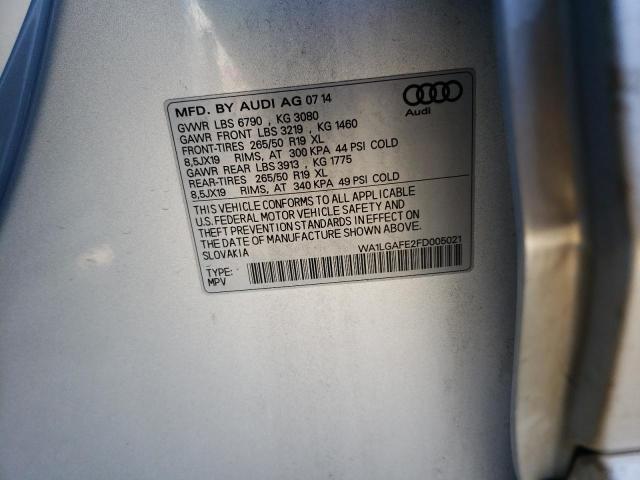 MFD. BY AUDI AG 07 14
GVWR LBS 6790 , KG 3080
GAWR FRONT LBS 3219 , KG 1460
FRONT-TIRES 265/50 R19 XL
8,5JX19 RIMS, AT 300 KPA 44 PSI COLD
GAWR REAR LBS 3913 , KG 1775
REAR-TIRES 265/50 R19 XL
8,5JX19 RIMS, AT 340 KPA 49 PSI COLD
Audi
THIS VEHICLE CONFORMS TO ALL APPLICABLE
U.S. FEDERAL MOTOR VEHICLE SAFETY AND
THEFT PREVENTION STANDARDS IN EFFECT ON
THE DATE OF MANUFACTURE SHOWN ABOVE.
SLOVAKIA
WA1LGAFE2FD005021
TYPE:
MPV